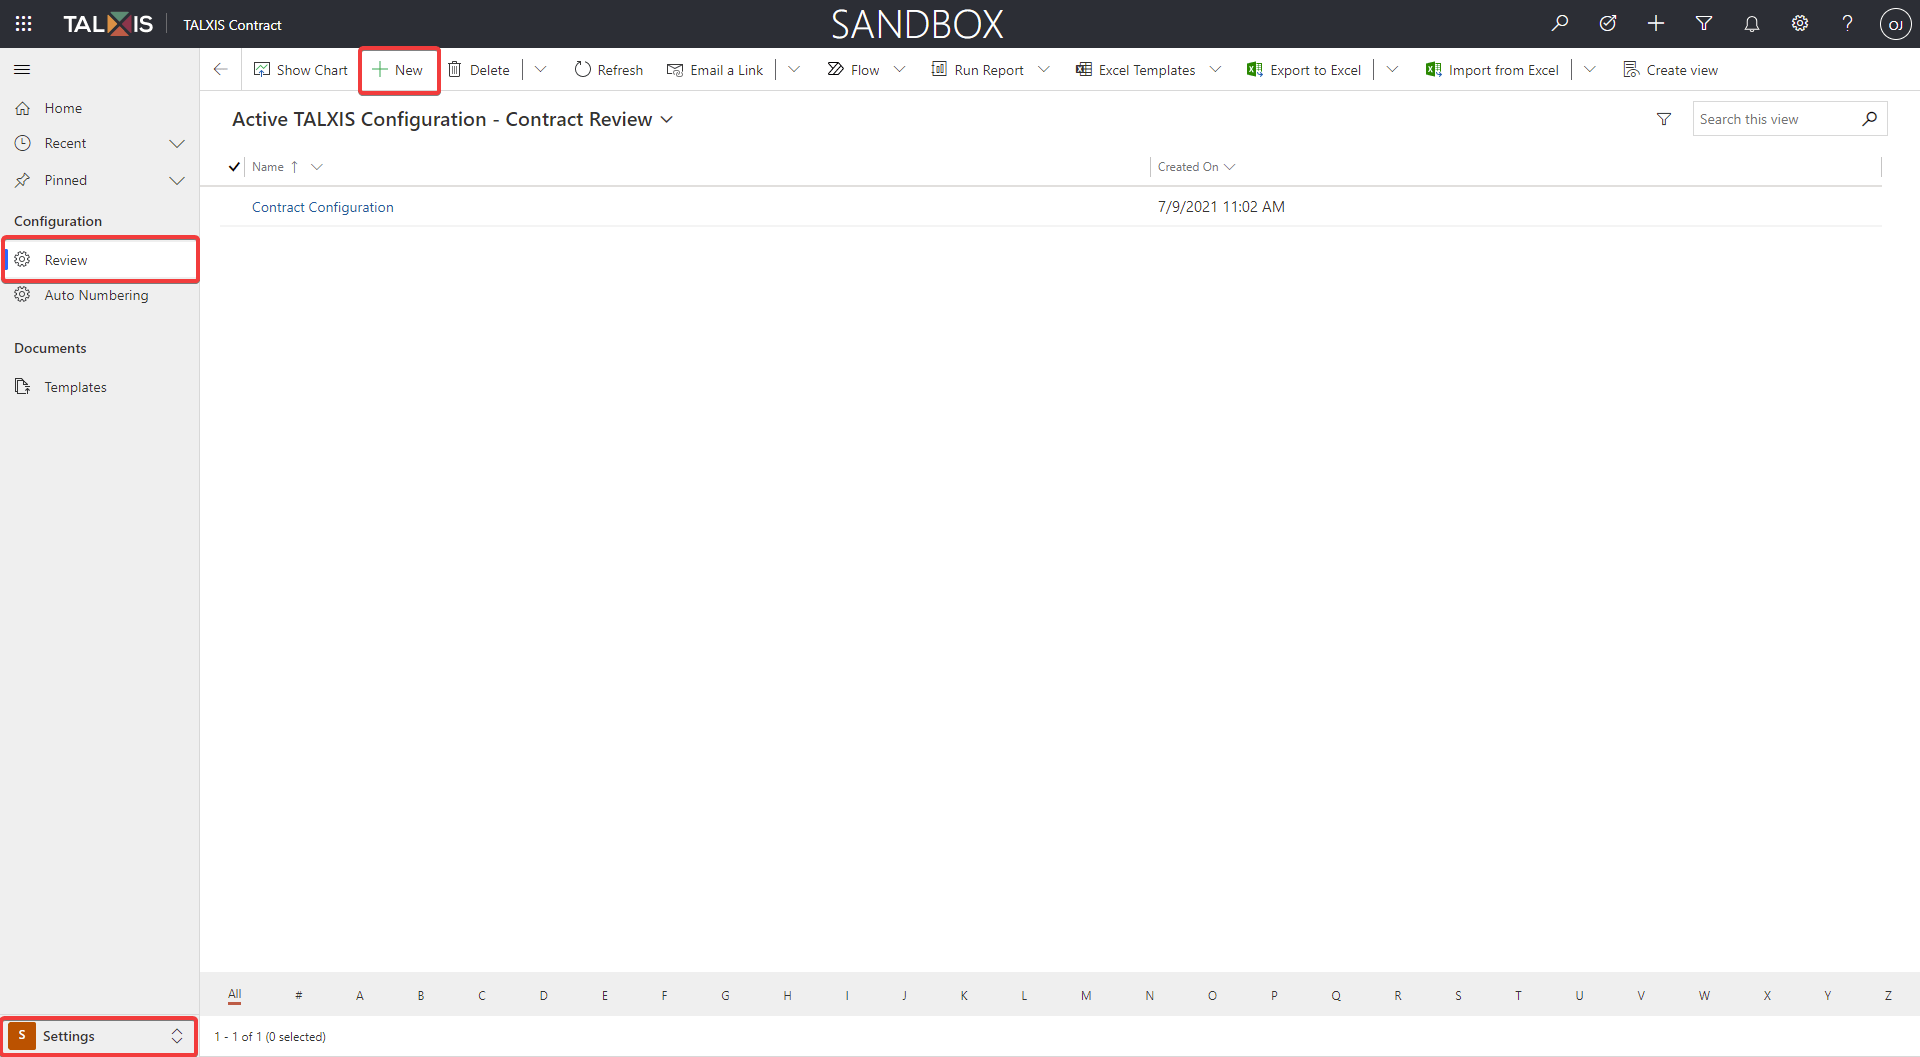 TALXIS TALXIS Contract SANDBOX ? OJ
Show Chart New Delete Refresh Email a Link Flow Run Report Excel Templates Export to Excel Import from Excel Create view
Home
Recent
Pinned
Configuration
Review
Auto Numbering
Documents
Templates
S Settings
Active TALXIS Configuration - Contract Review
Search this view
Name ↑ Created On
Contract Configuration 7/9/2021 11:02 AM
All # A B C D E F G H I J K L M N O P Q R S T U V W X Y Z
1 - 1 of 1 (0 selected)